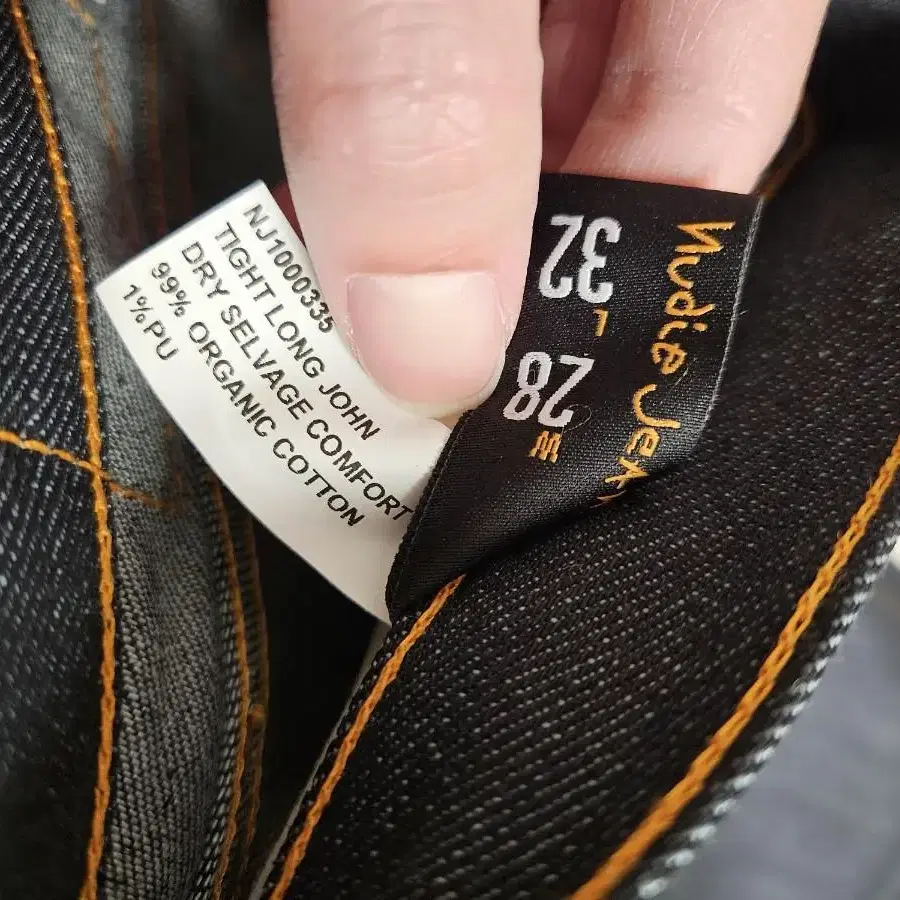 NJ1000335
TIGHT LONG JOHN
DRY SELVAGE COMFORT
99% ORGANIC COTTON
1% PU
Nudie Jeans
28 W
32 L